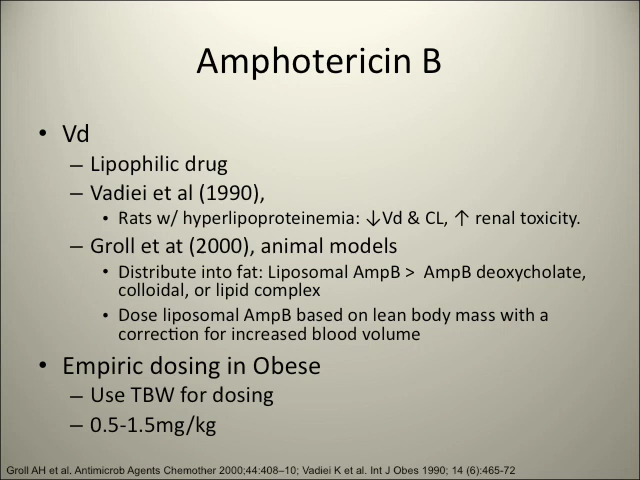 Amphotericin B
• Vd
– Lipophilic drug
– Vadiei et al (1990),
• Rats w/ hyperlipoproteinemia: ↓Vd & CL, ↑ renal toxicity.
– Groll et at (2000), animal models
• Distribute into fat: Liposomal AmpB > AmpB deoxycholate,
colloidal, or lipid complex
• Dose liposomal AmpB based on lean body mass with a
correction for increased blood volume
• Empiric dosing in Obese
– Use TBW for dosing
– 0.5-1.5mg/kg
Groll AH et al. Antimicrob Agents Chemother 2000;44:408–10; Vadiei K et al. Int J Obes 1990; 14 (6):465-72